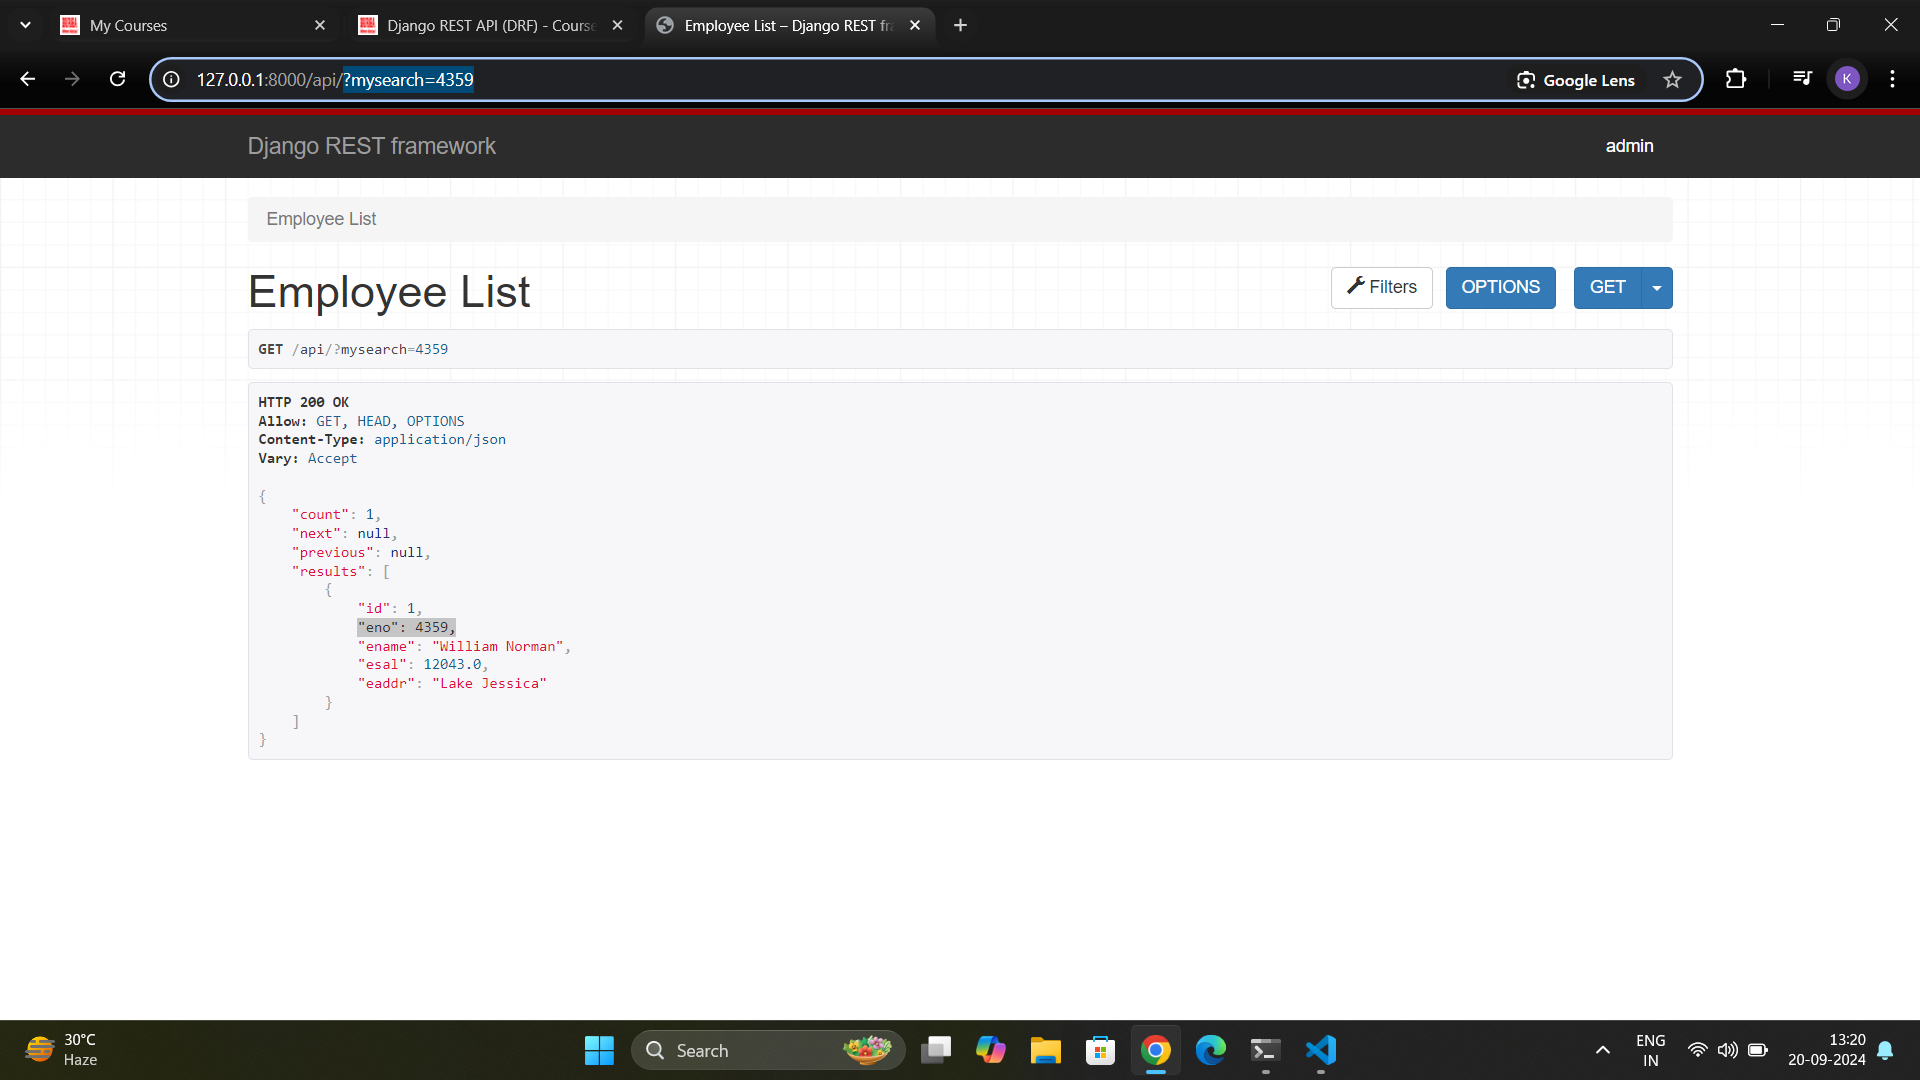 My Courses
Django REST API (DRF) - Course
Employee List – Django REST fra
127.0.0.1:8000/api/?mysearch=4359
Google Lens
K
Django REST framework
admin
Employee List
Employee List
Filters
OPTIONS
GET
GET /api/?mysearch=4359
HTTP 200 OK
Allow: GET, HEAD, OPTIONS
Content-Type: application/json
Vary: Accept
{
"count": 1,
"next": null,
"previous": null,
"results": [
{
"id": 1,
"eno": 4359,
"ename": "William Norman",
"esal": 12043.0,
"eaddr": "Lake Jessica"
}
]
}
30°C
Haze
Search
ENG
IN
13:20
20-09-2024